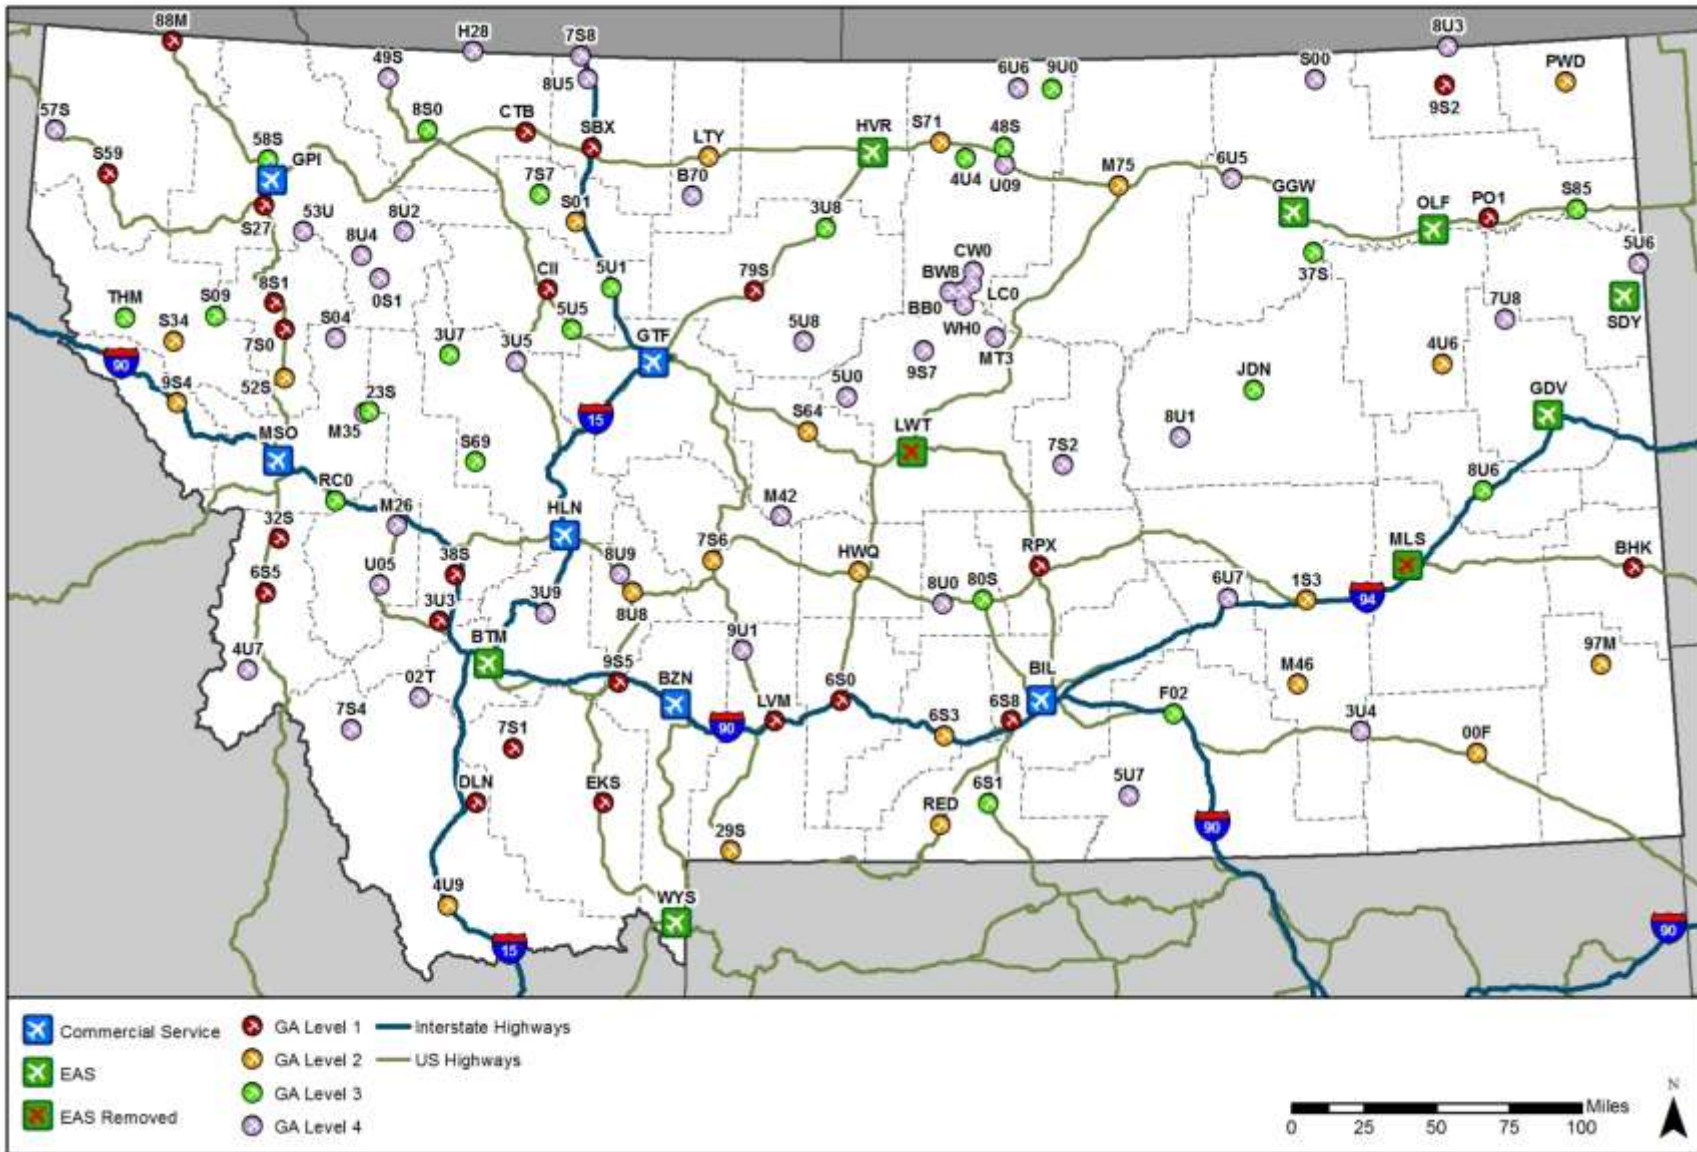 88M
H28
7S8
8U3
49S
8U5
6U6
9U0
S00
PWD
9S2
57S
8S0
CTB
SBX
LTY
HVR
S71
48S
S59
58S
GPI
7S7
B70
4U4
U09
M75
6U5
GGW
OLF
PO1
S85
S27
53U
8U2
S01
3U8
8U4
0S1
CII
5U1
79S
CW0
BW8
LC0
BB0
WH0
MT3
37S
5U6
SDY
7U8
THM
S09
8S1
S34
7S0
S04
5U5
3U7
3U5
GTF
5U8
9S7
4U6
90
9S4
52S
23S
M35
15
5U0
S64
LWT
JDN
8U1
GDV
MSO
S69
7S2
8U6
RC0
M26
HLN
M42
32S
38S
8U9
7S6
HWQ
RPX
MLS
BHK
6S5
U05
3U3
3U9
8U8
8U0
80S
6U7
1S3
94
BTM
9U1
4U7
02T
9S5
BZN
6S0
BIL
M46
97M
7S4
7S1
90
LVM
6S3
6S8
F02
3U4
00F
DLN
EKS
29S
RED
6S1
5U7
90
4U9
WYS
15
90
Commercial Service
EAS
EAS Removed
GA Level 1
GA Level 2
GA Level 3
GA Level 4
Interstate Highways
US Highways
N
Miles
0 25 50 75 100